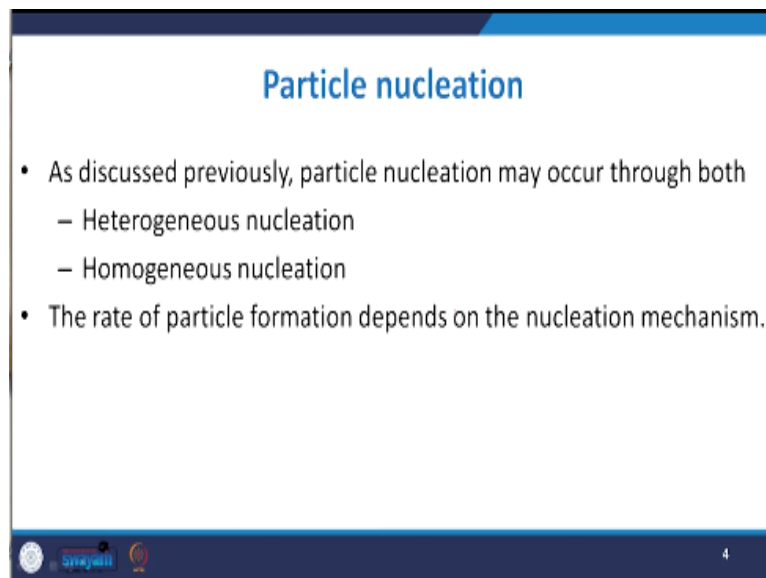 Particle nucleation
• As discussed previously, particle nucleation may occur through both
– Heterogeneous nucleation
– Homogeneous nucleation
• The rate of particle formation depends on the nucleation mechanism.
swayam
4